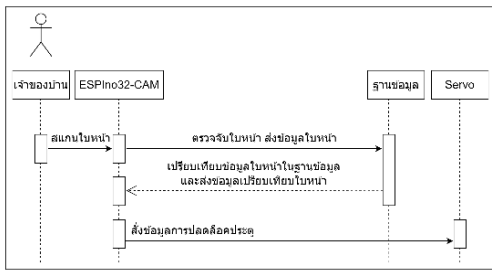 เจ้าของบ้าน
ESPIno32-CAM
ฐานข้อมูล
Servo
สแกนใบหน้า
ตรวจจับใบหน้า ส่งข้อมูลใบหน้า
เปรียบเทียบข้อมูลใบหน้าในฐานข้อมูล
และส่งข้อมูลเปรียบเทียบใบหน้า
สั่งข้อมูลการปลดล็อคประตู